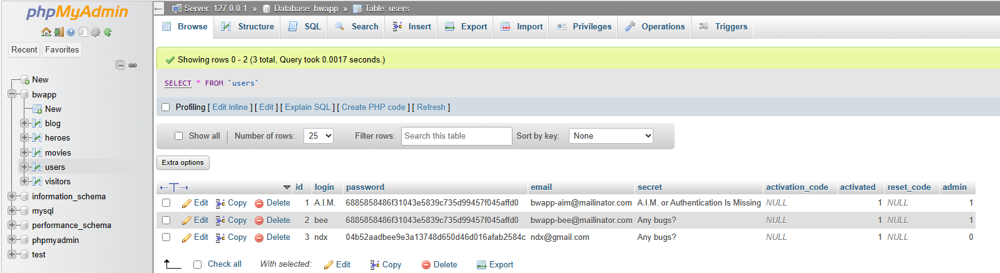 phpMyAdmin
Recent Favorites
New
bwapp
New
blog
heroes
movies
users
visitors
information_schema
mysql
performance_schema
phpmyadmin
test
Server: 127.0.0.1 » Database: bwapp » Table: users
Browse Structure SQL Search Insert Export Import Privileges Operations Triggers
Showing rows 0 - 2 (3 total, Query took 0.0017 seconds.)
SELECT * FROM `users`
Profiling [ Edit inline ] [ Edit ] [ Explain SQL ] [ Create PHP code ] [ Refresh ]
Show all Number of rows: 25 Filter rows: Search this table Sort by key: None
Extra options
←T→ id login password email secret activation_code activated reset_code admin
Edit Copy Delete 1 A.I.M. 6885858486f31043e5839c735d99457f045affd0 bwapp-aim@mailinator.com A.I.M. or Authentication Is Missing NULL 1 NULL 1
Edit Copy Delete 2 bee 6885858486f31043e5839c735d99457f045affd0 bwapp-bee@mailinator.com Any bugs? NULL 1 NULL 1
Edit Copy Delete 3 ndx 04b52aadbee9e3a13748d650d46d016afab2584c ndx@gmail.com Any bugs? NULL 1 NULL 0
Check all With selected: Edit Copy Delete Export